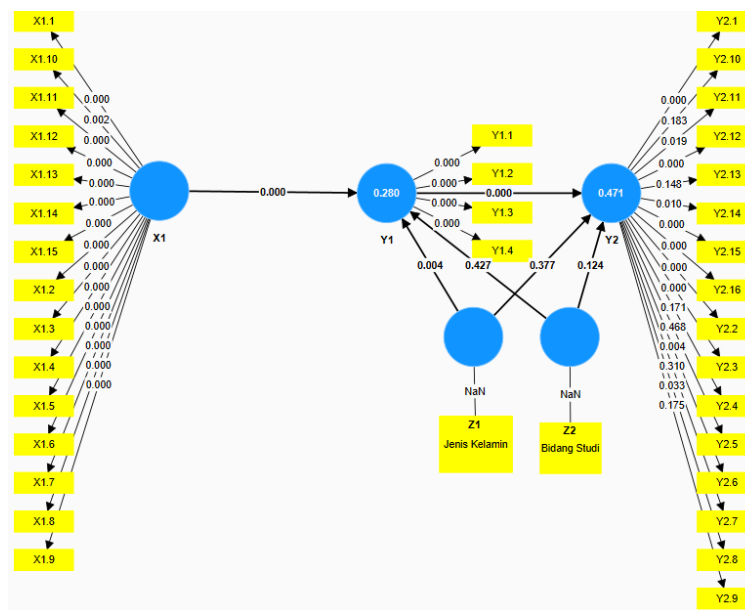 X1.1
X1.10
X1.11
X1.12
X1.13
X1.14
X1.15
X1.2
X1.3
X1.4
X1.5
X1.6
X1.7
X1.8
X1.9
0.000
0.002
0.000
0.000
0.000
0.000
0.000
0.000
0.000
0.000
0.000
0.000
0.000
0.000
0.000
X1
0.000
0.280
Y1
0.000
0.000
0.000
0.000
Y1.1
Y1.2
Y1.3
Y1.4
0.000
0.471
Y2
0.004
0.427
0.377
0.124
NaN
NaN
Z1
Jenis Kelamin
Z2
Bidang Studi
0.000
0.183
0.019
0.000
0.148
0.010
0.000
0.000
0.000
0.171
0.468
0.004
0.310
0.033
0.175
Y2.1
Y2.10
Y2.11
Y2.12
Y2.13
Y2.14
Y2.15
Y2.16
Y2.2
Y2.3
Y2.4
Y2.5
Y2.6
Y2.7
Y2.8
Y2.9